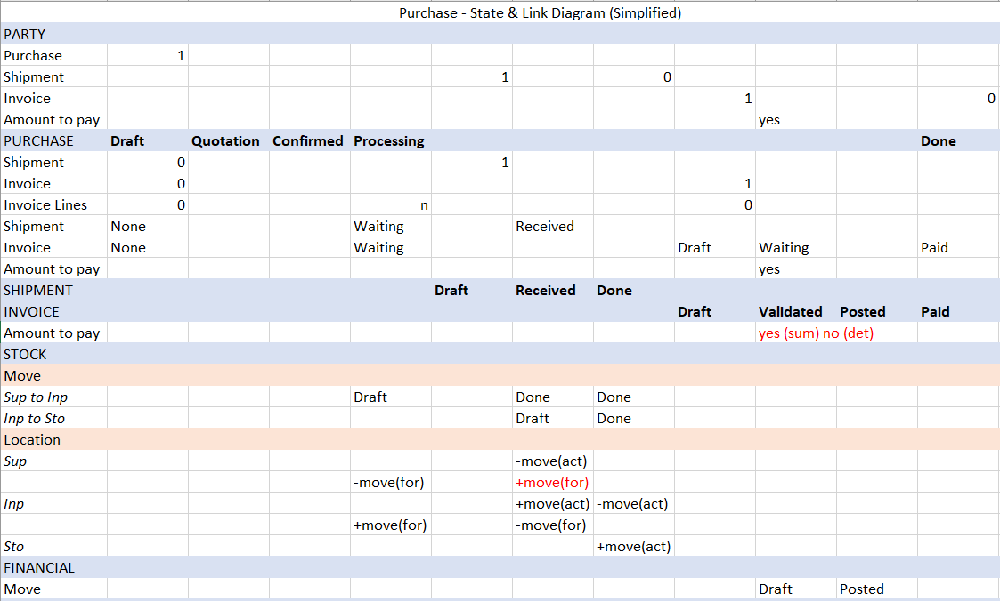 Purchase - State & Link Diagram (Simplified)
PARTY
Purchase 1
Shipment 1 0
Invoice 1 0
Amount to pay yes
PURCHASE Draft Quotation Confirmed Processing Done
Shipment 0 1
Invoice 0 1
Invoice Lines 0 n 0
Shipment None Waiting Received
Invoice None Waiting Draft Waiting Paid
Amount to pay yes
SHIPMENT Draft Received Done
INVOICE Draft Validated Posted Paid
Amount to pay yes (sum) no (det)
STOCK
Move
Sup to Inp Draft Done Done
Inp to Sto Draft Done
Location
Sup -move(act)
-move(for) +move(for)
Inp +move(act) -move(act)
+move(for) -move(for)
Sto +move(act)
FINANCIAL
Move Draft Posted